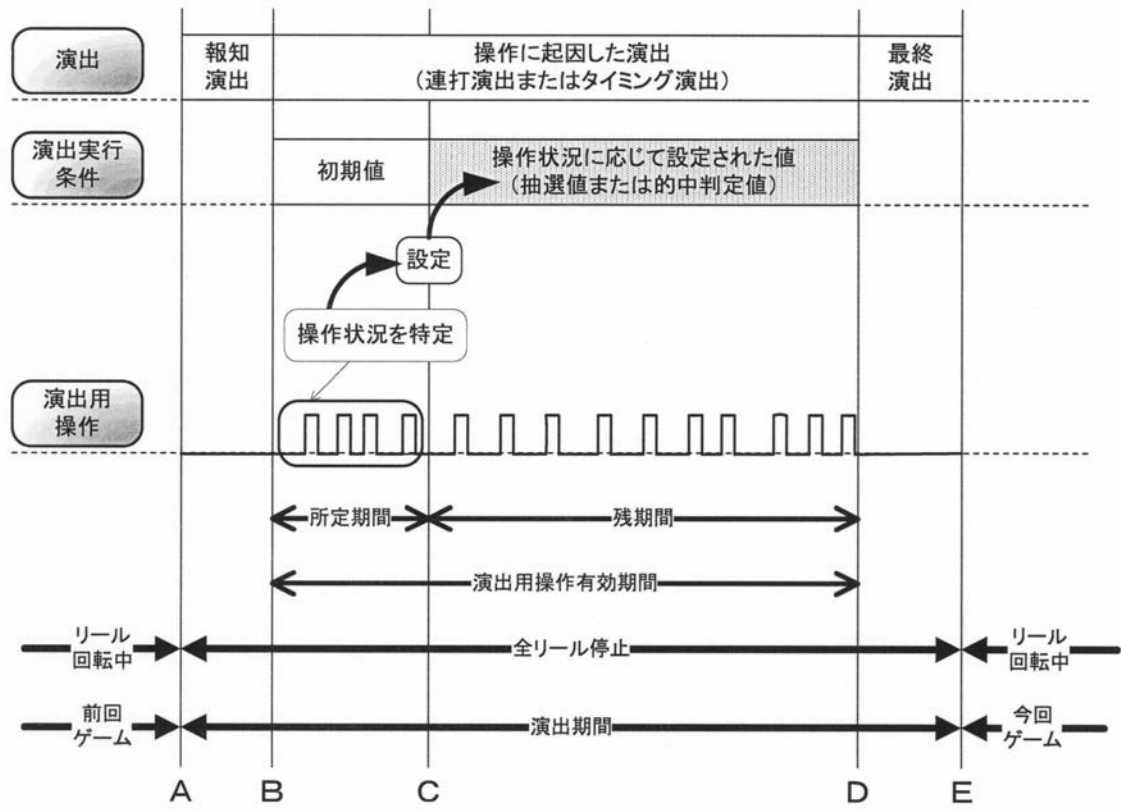 演出
報知
演出
操作に起因した演出
(連打演出またはタイミング演出)
最終
演出
演出実行
条件
初期値
操作状況に応じて設定された値
(抽選値または的中判定値)
設定
操作状況を特定
演出用
操作
所定期間
残期間
演出用操作有効期間
リール
回転中
全リール停止
リール
回転中
前回
ゲーム
演出期間
今回
ゲーム
A B C D E